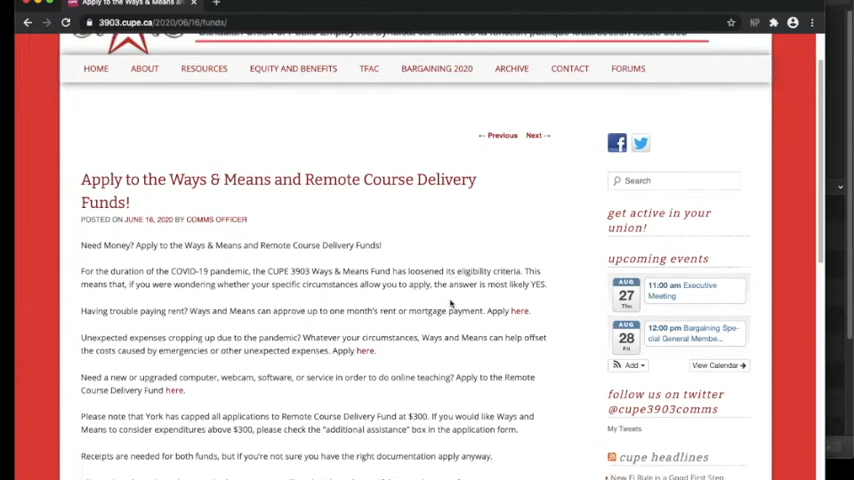 Apply to the Ways & Means an
3903.cupe.ca/2020/06/16/funds/
HOME ABOUT RESOURCES EQUITY AND BENEFITS TFAC BARGAINING 2020 ARCHIVE CONTACT FORUMS
← Previous Next →
Apply to the Ways & Means and Remote Course Delivery
Funds!
POSTED ON JUNE 16, 2020 BY COMMS OFFICER
Need Money? Apply to the Ways & Means and Remote Course Delivery Funds!
For the duration of the COVID-19 pandemic, the CUPE 3903 Ways & Means Fund has loosened its eligibility criteria. This
means that, if you were wondering whether your specific circumstances allow you to apply, the answer is most likely YES.
Having trouble paying rent? Ways and Means can approve up to one month's rent or mortgage payment. Apply here.
Unexpected expenses cropping up due to the pandemic? Whatever your circumstances, Ways and Means can help offset
the costs caused by emergencies or other unexpected expenses. Apply here.
Need a new or upgraded computer, webcam, software, or service in order to do online teaching? Apply to the Remote
Course Delivery Fund here.
Please note that York has capped all applications to Remote Course Delivery Fund at $300. If you would like Ways and
Means to consider expenditures above $300, please check the "additional assistance" box in the application form.
Receipts are needed for both funds, but if you're not sure you have the right documentation apply anyway.
Search
get active in your
union!
upcoming events
AUG
27
Thu
11:00 am Executive
Meeting
AUG
28
Fri
12:00 pm Bargaining Spe-
cial General Membe...
Add
View Calendar
follow us on twitter
@cupe3903comms
My Tweets
cupe headlines
New EI Rule is a Good First Step